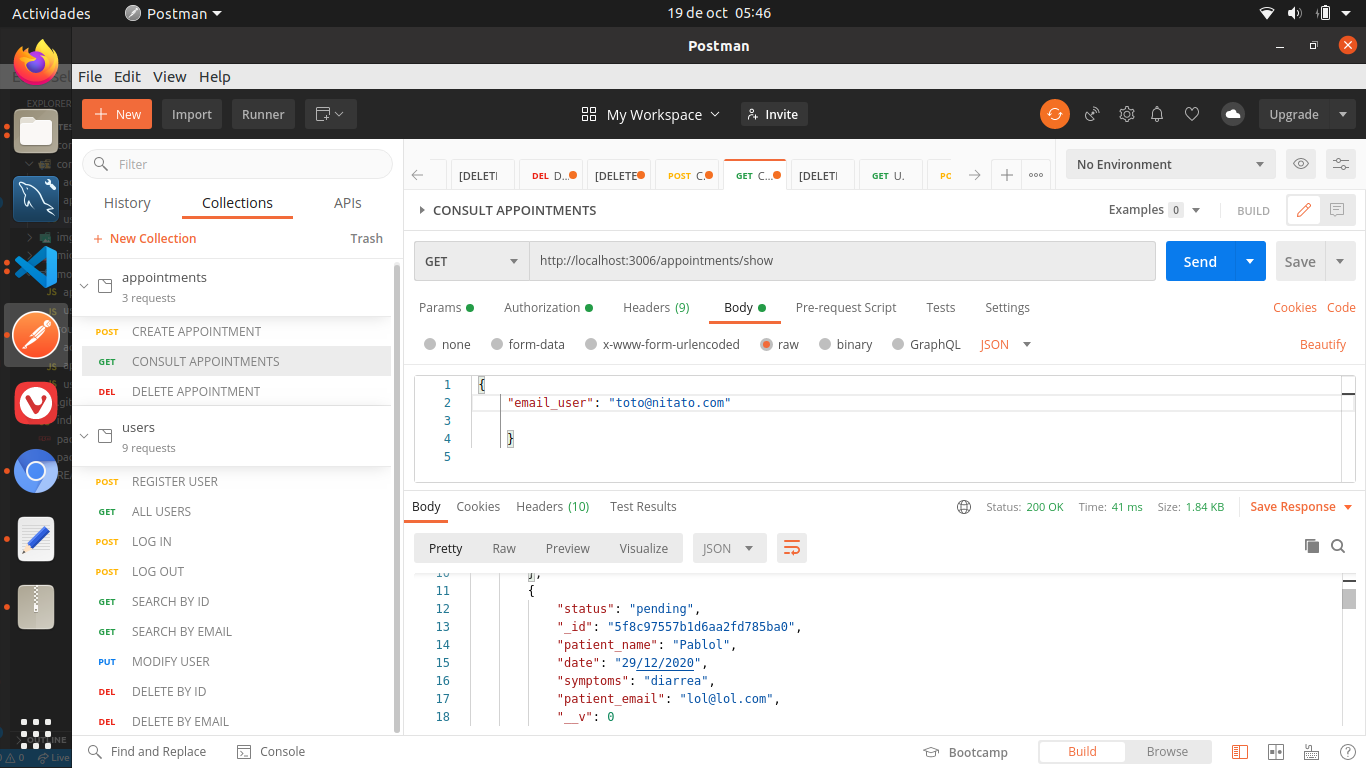 Actividades
Postman
19 de oct 05:46
Postman
File Edit View Help
New
Import
Runner
My Workspace
Invite
Upgrade
Filter
History
Collections
APIs
New Collection
Trash
appointments
3 requests
POST CREATE APPOINTMENT
GET CONSULT APPOINTMENTS
DEL DELETE APPOINTMENT
users
9 requests
POST REGISTER USER
GET ALL USERS
POST LOG IN
POST LOG OUT
GET SEARCH BY ID
GET SEARCH BY EMAIL
PUT MODIFY USER
DEL DELETE BY ID
DEL DELETE BY EMAIL
[DELETI
DEL D...
[DELETE
POST C.
GET C...
[DELETI
GET U.
PC
No Environment
CONSULT APPOINTMENTS
Examples 0
BUILD
GET
http://localhost:3006/appointments/show
Send
Save
Params
Authorization
Headers (9)
Body
Pre-request Script
Tests
Settings
Cookies
Code
none
form-data
x-www-form-urlencoded
raw
binary
GraphQL
JSON
Beautify
1 {
2 "email_user": "toto@nitato.com"
3
4 }
5
Body
Cookies
Headers (10)
Test Results
Status: 200 OK
Time: 41 ms
Size: 1.84 KB
Save Response
Pretty
Raw
Preview
Visualize
JSON
10 },
11 {
12 "status": "pending",
13 "_id": "5f8c97557b1d6aa2fd785ba0",
14 "patient_name": "Pablol",
15 "date": "29/12/2020",
16 "symptoms": "diarrea",
17 "patient_email": "lol@lol.com",
18 "__v": 0
Find and Replace
Console
Bootcamp
Build
Browse
EXPLORER
OUTLINE
0
Live